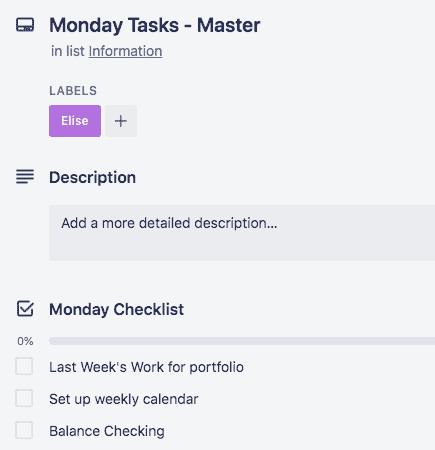 Monday Tasks - Master
in list Information
LABELS
Elise +
Description
Add a more detailed description...
Monday Checklist
0%
Last Week's Work for portfolio
Set up weekly calendar
Balance Checking